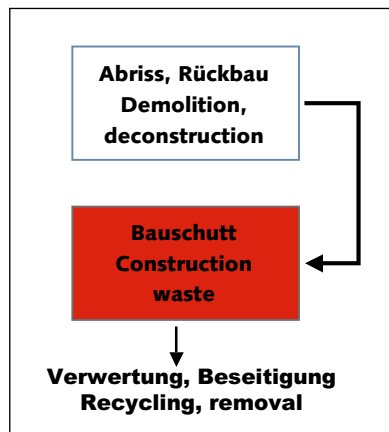 Abriss, Rückbau
Demolition,
deconstruction
Bauschutt
Construction
waste
Verwertung, Beseitigung
Recycling, removal